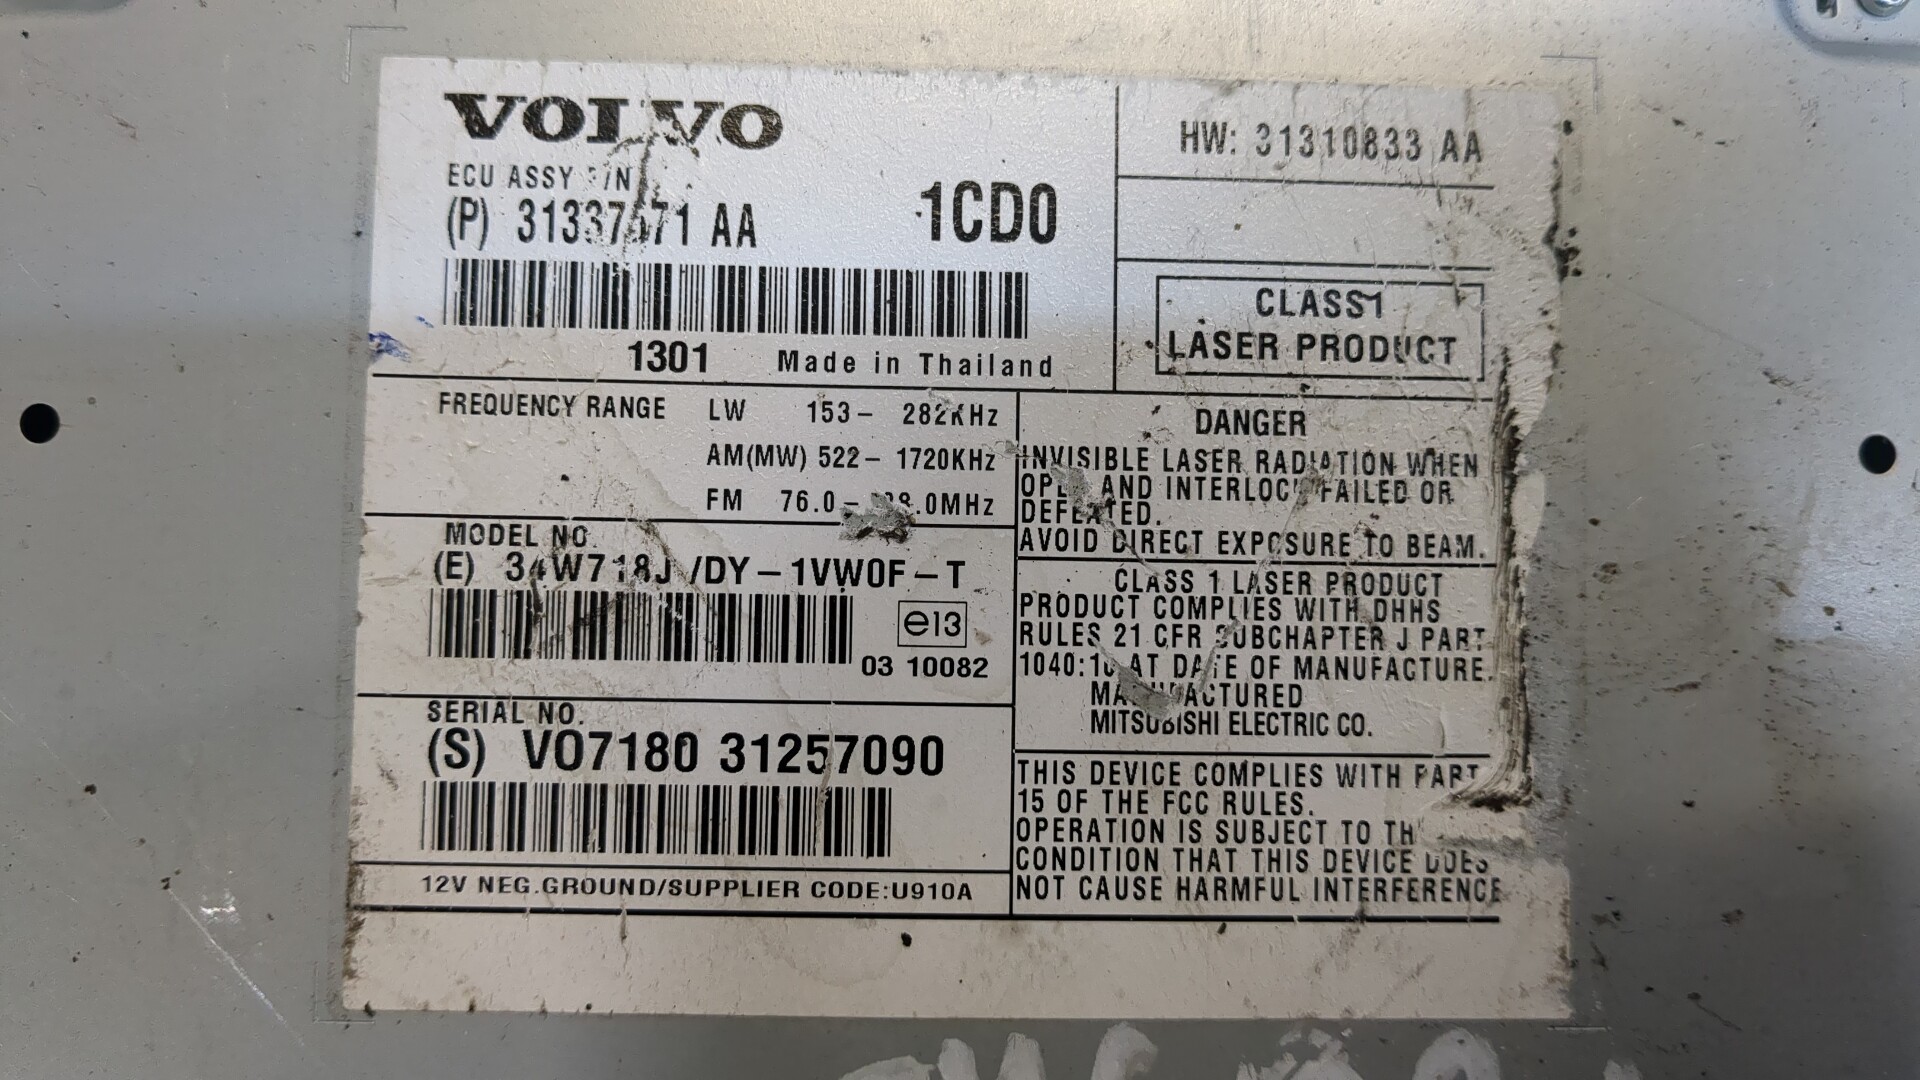 VOLVO
ECU ASSY P/N
(P) AA
1CD0
1301 Made in Thailand
HW: 31310833 AA
CLASS1
LASER PRODUCT
FREQUENCY RANGE LW 153– 282KHz
AM(MW) 522– 1720KHz
FM 76.0–
MODEL NO.
(E) 34W718J /DY–1VW0F–T
e13
03 10082
SERIAL NO.
(S) VO7180 31257090
12V NEG.GROUND/SUPPLIER CODE:U910A
DANGER
INVISIBLE LASER RADIATION WHEN
OPEN AND INTERLOCK FAILED OR
DEFEATED.
AVOID DIRECT EXPOSURE TO BEAM.
CLASS 1 LASER PRODUCT
PRODUCT COMPLIES WITH DHHS
RULES 21 CFR SUBCHAPTER J PART
1040:10 AT DATE OF MANUFACTURE.
MANUFACTURED
MITSUBISHI ELECTRIC CO.
THIS DEVICE COMPLIES WITH PART
15 OF THE FCC RULES.
OPERATION IS SUBJECT TO THE
CONDITION THAT THIS DEVICE DOES
NOT CAUSE HARMFUL INTERFERENCE